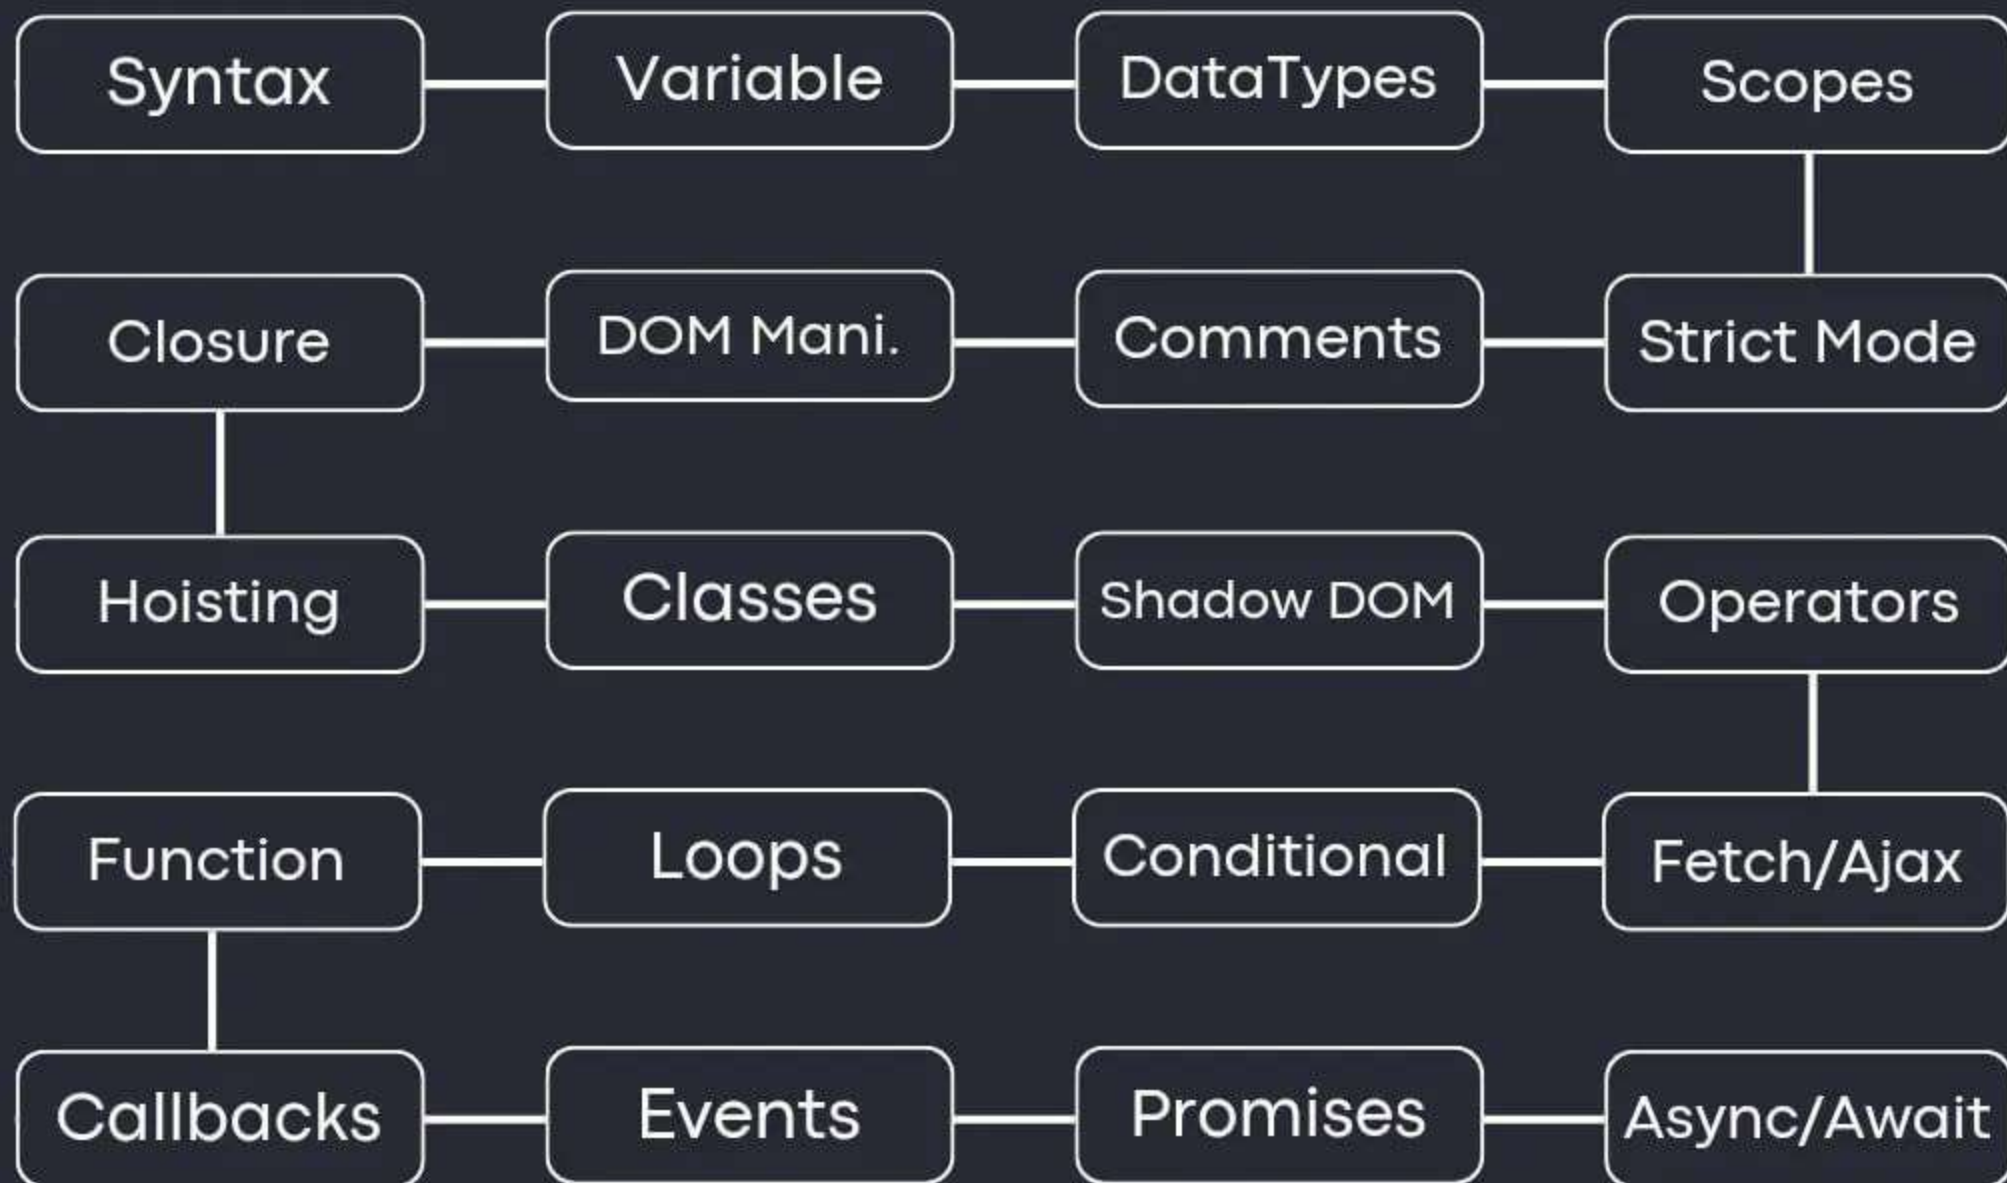 Syntax
Variable
DataTypes
Scopes
Closure
DOM Mani.
Comments
Strict Mode
Hoisting
Classes
Shadow DOM
Operators
Function
Loops
Conditional
Fetch/Ajax
Callbacks
Events
Promises
Async/Await